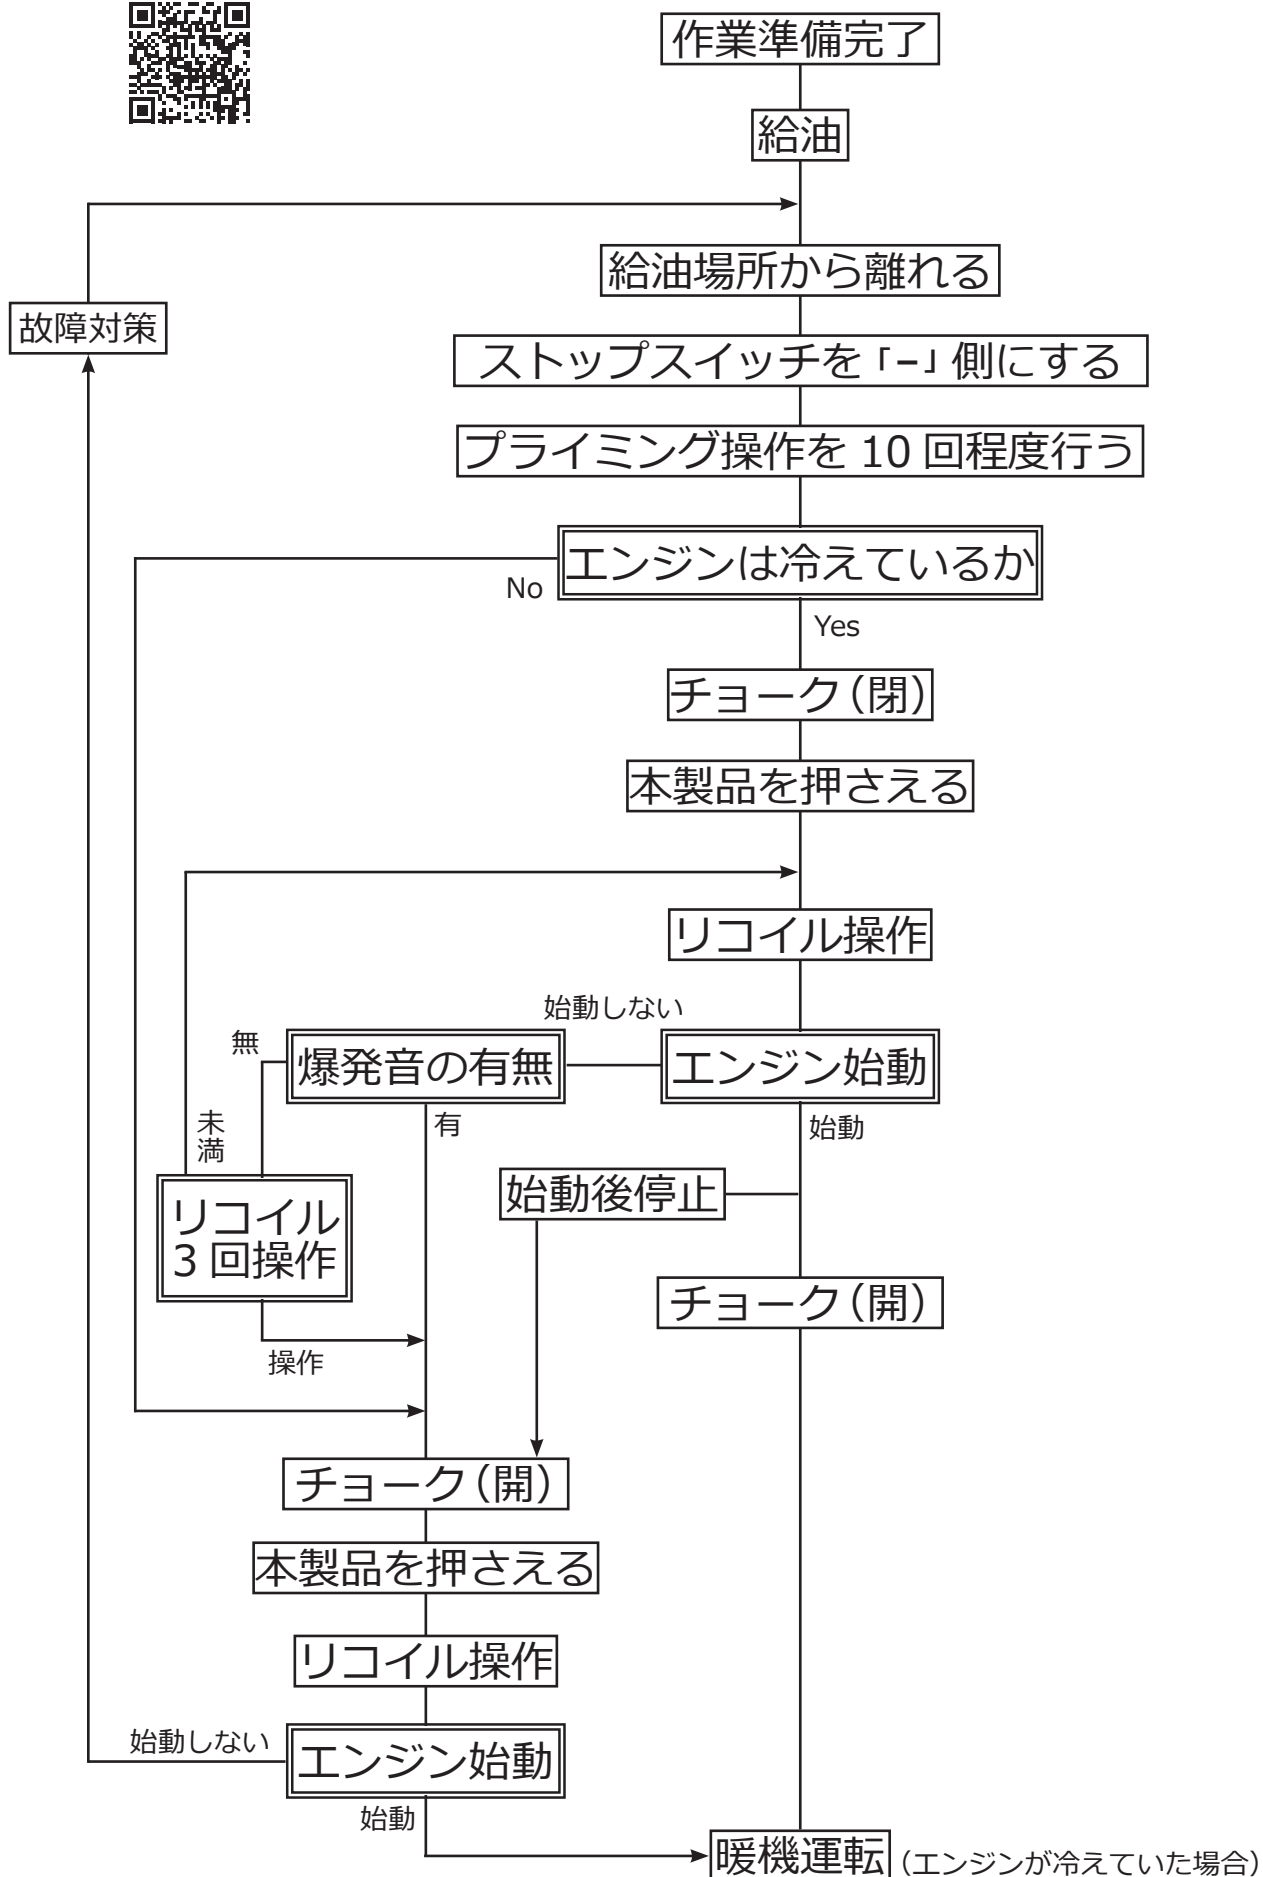 作業準備完了
給油
給油場所から離れる
故障対策
ストップスイッチを「−」側にする
プライミング操作を 10 回程度行う
エンジンは冷えているか
No
Yes
チョーク（閉）
本製品を押さえる
リコイル操作
始動しない
無
爆発音の有無
エンジン始動
未満
有
始動
始動後停止
リコイル
3 回操作
チョーク（開）
操作
チョーク（開）
本製品を押さえる
リコイル操作
始動しない
エンジン始動
始動
暖機運転（エンジンが冷えていた場合）